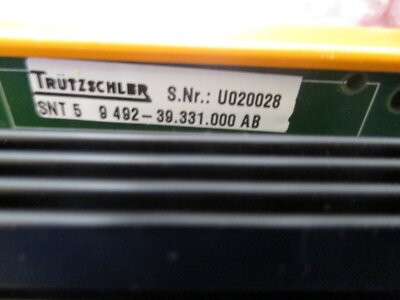 TRÜTZSCHLER S.Nr.: U020028
SNT 5 9 492-39.331.000 AB